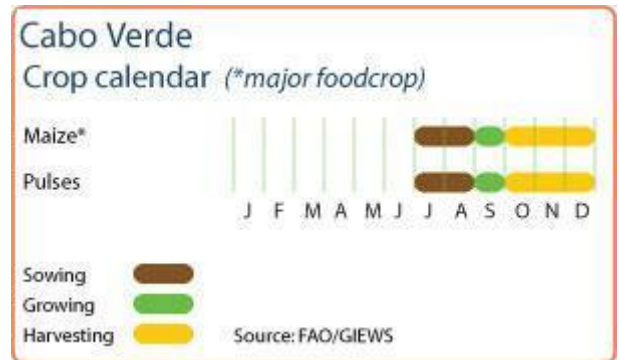 Cabo Verde
Crop calendar (*major foodcrop)
Maize*
Pulses
J F M A M J J A S O N D
Sowing
Growing
Harvesting Source: FAO/GIEWS